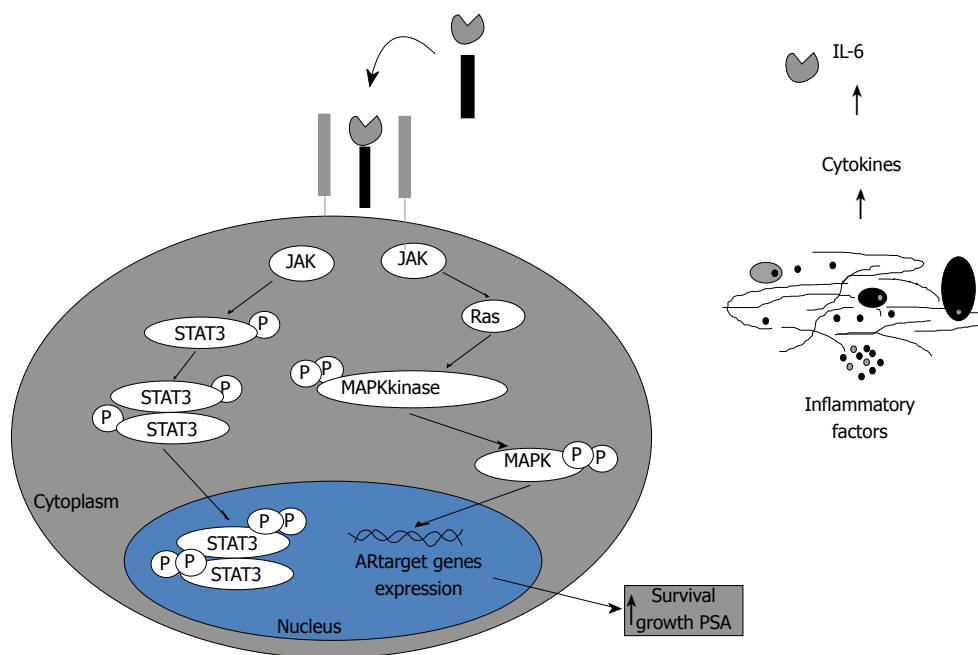 IL-6
Cytokines
Inflammatory
factors
JAK
JAK
STAT3
P
Ras
P
P
MAPKkinase
STAT3
P
P
STAT3
MAPK
P
P
Cytoplasm
P
P
STAT3
P
P
STAT3
ARtarget genes
expression
Nucleus
Survival
growth PSA